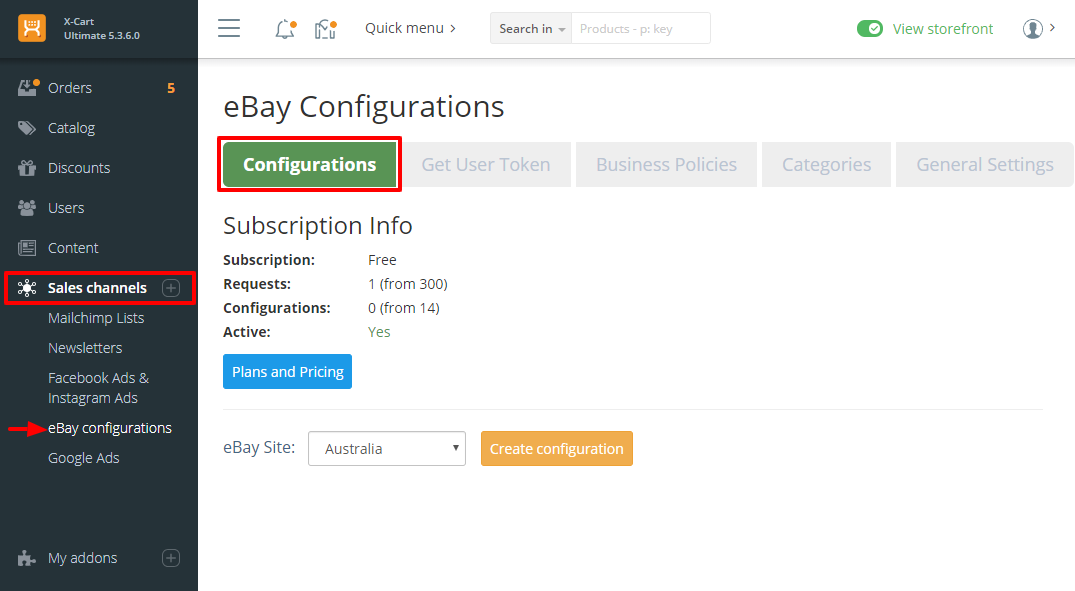 X-Cart
Ultimate 5.3.6.0
Quick menu
Search in
Products - p: key
View storefront
Orders 5
Catalog
Discounts
Users
Content
Sales channels
Mailchimp Lists
Newsletters
Facebook Ads &
Instagram Ads
eBay configurations
Google Ads
My addons
eBay Configurations
Configurations
Get User Token
Business Policies
Categories
General Settings
Subscription Info
Subscription: Free
Requests: 1 (from 300)
Configurations: 0 (from 14)
Active: Yes
Plans and Pricing
eBay Site: Australia Create configuration